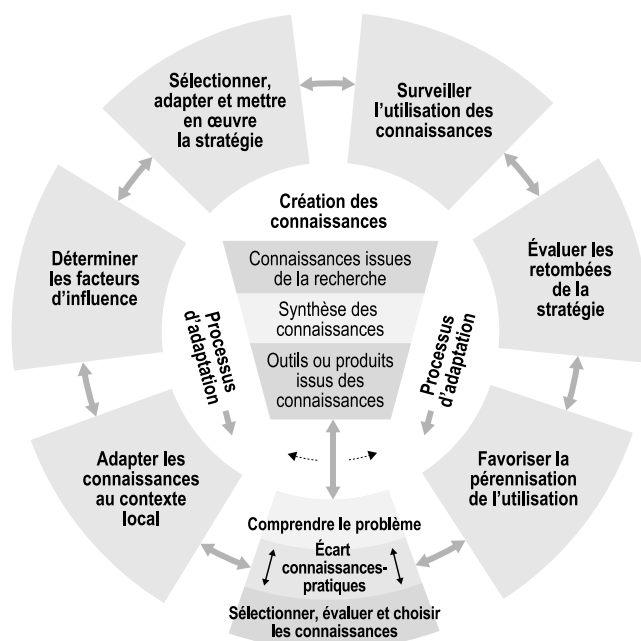 Sélectionner,
adapter et mettre
en œuvre
la stratégie
Surveiller
l'utilisation des
connaissances
Création des
connaissances
Déterminer
les facteurs
d'influence
Connaissances issues
de la recherche
Synthèse des
connaissances
Outils ou produits
issus des
connaissances
Évaluer les
retombées
de la
stratégie
Processus
d'adaptation
Processus
d'adaptation
Adapter les
connaissances
au contexte
local
Favoriser la
pérennisation
de l'utilisation
Comprendre le problème
Écart
connaissances-
pratiques
Sélectionner, évaluer et choisir
les connaissances